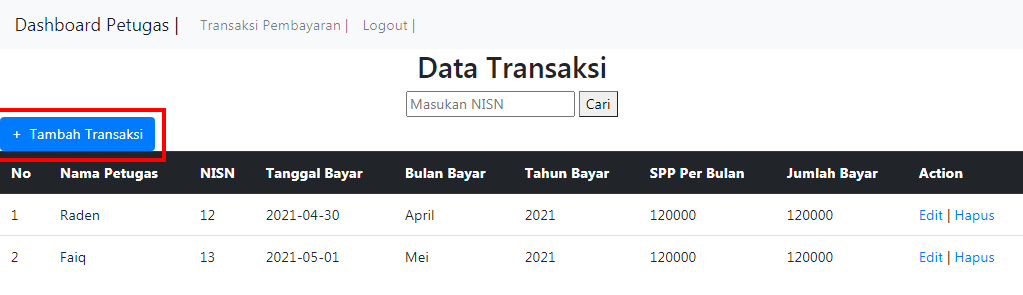 Dashboard Petugas | Transaksi Pembayaran | Logout |
Data Transaksi
Masukan NISN Cari
+ Tambah Transaksi
No Nama Petugas NISN Tanggal Bayar Bulan Bayar Tahun Bayar SPP Per Bulan Jumlah Bayar Action
1 Raden 12 2021-04-30 April 2021 120000 120000 Edit | Hapus
2 Faiq 13 2021-05-01 Mei 2021 120000 120000 Edit | Hapus